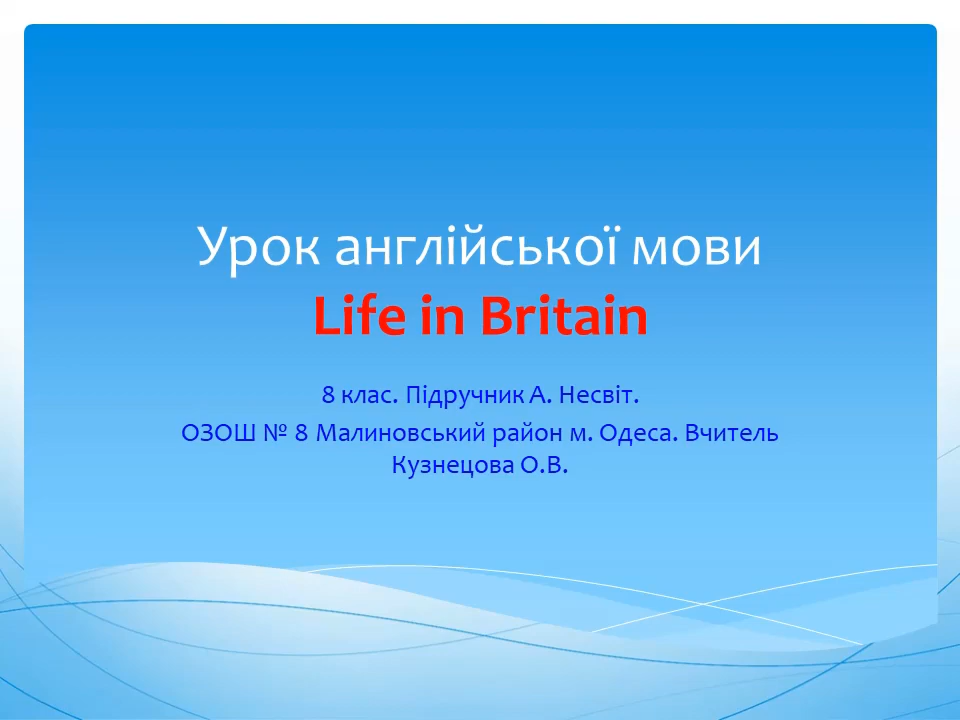 Урок англійської мови
Life in Britain
8 клас. Підручник А. Несвіт.
ОЗОШ № 8 Малиновський район м. Одеса. Вчитель
Кузнецова О.В.